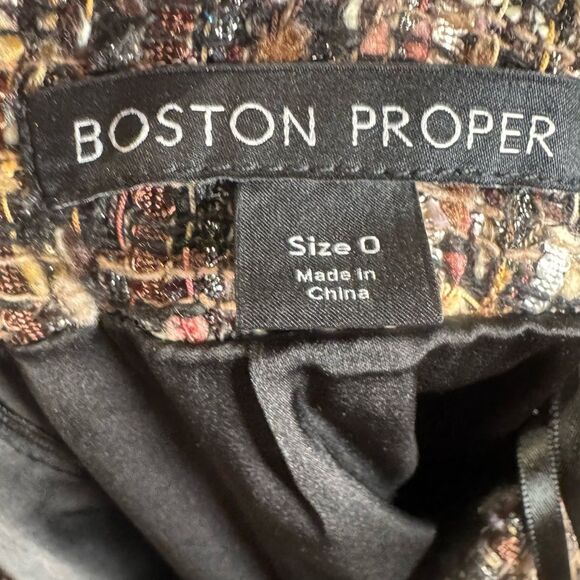 BOSTON PROPER
Size 0
Made in
China